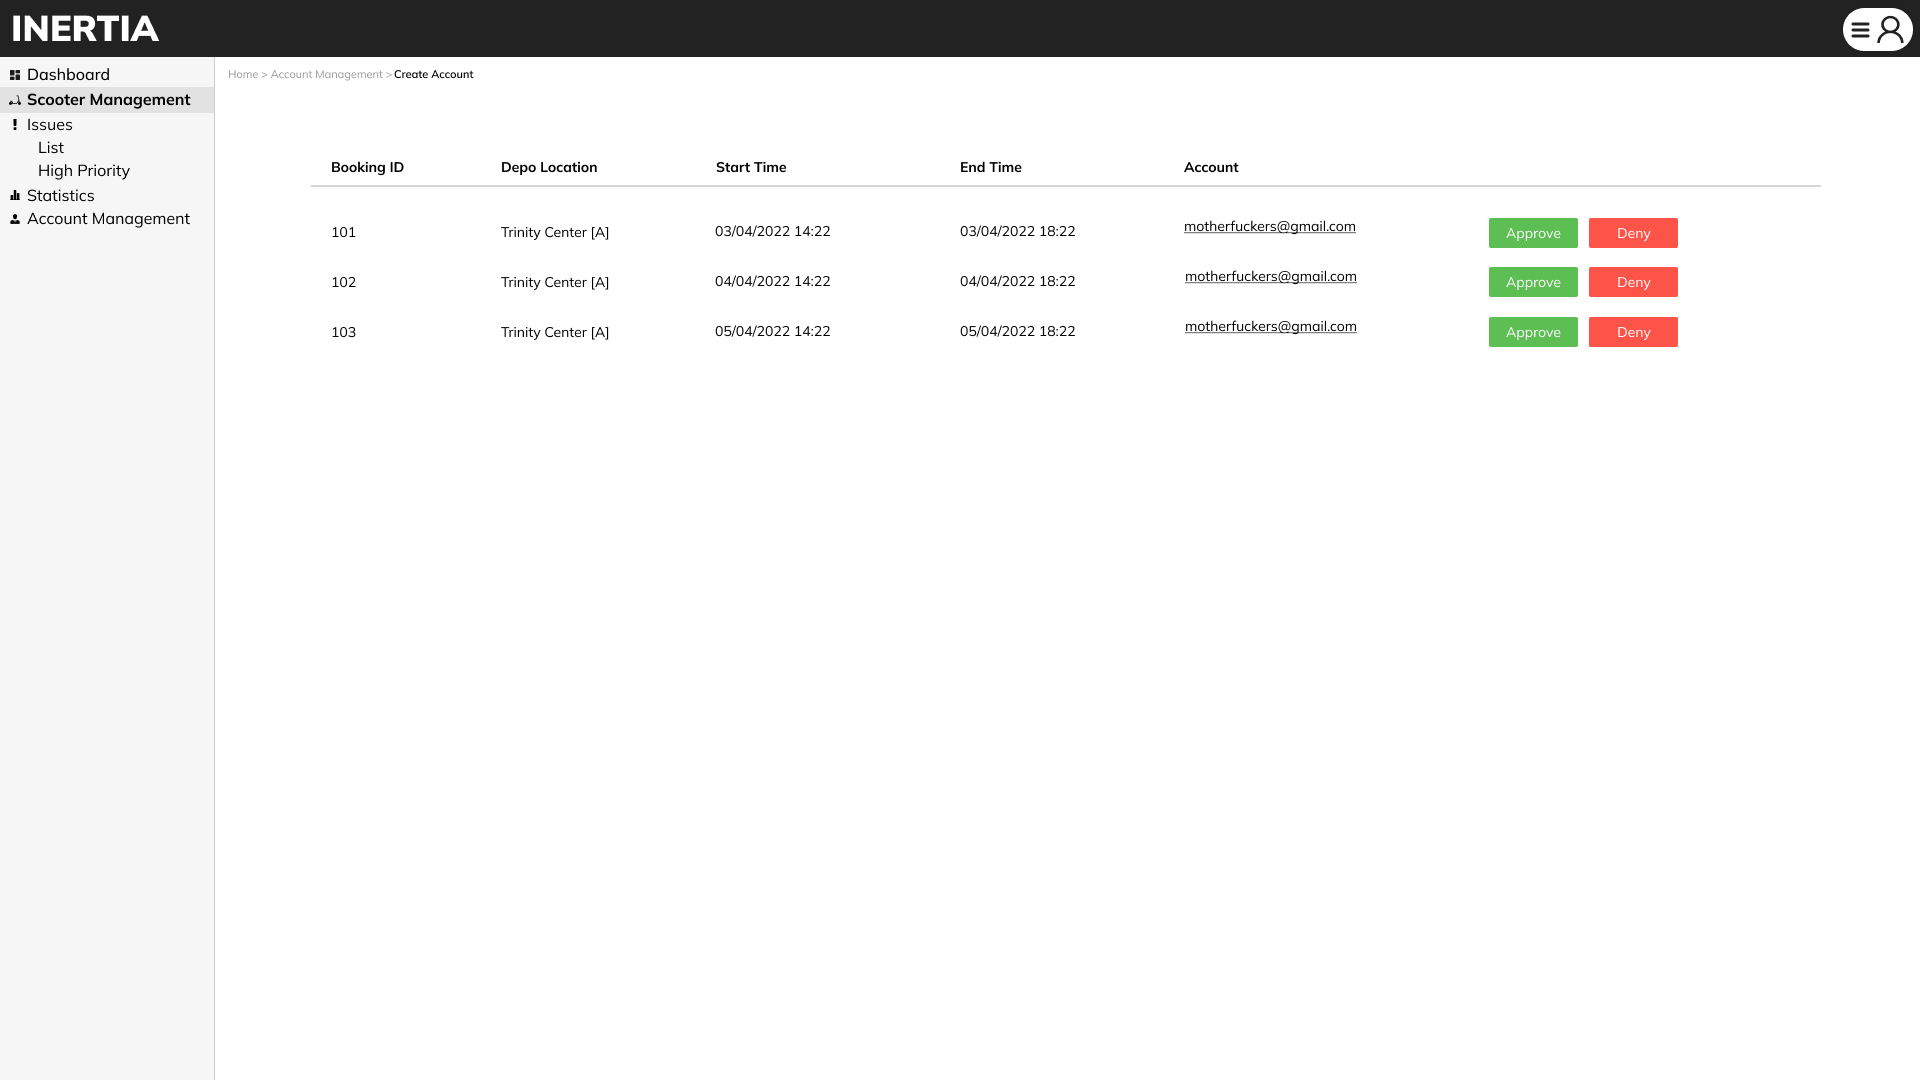 INERTIA
Dashboard
Scooter Management
Issues
List
High Priority
Statistics
Account Management
Home > Account Management > Create Account
Booking ID Depo Location Start Time End Time Account
101 Trinity Center [A] 03/04/2022 14:22 03/04/2022 18:22 motherfuckers@gmail.com Approve Deny
102 Trinity Center [A] 04/04/2022 14:22 04/04/2022 18:22 motherfuckers@gmail.com Approve Deny
103 Trinity Center [A] 05/04/2022 14:22 05/04/2022 18:22 motherfuckers@gmail.com Approve Deny